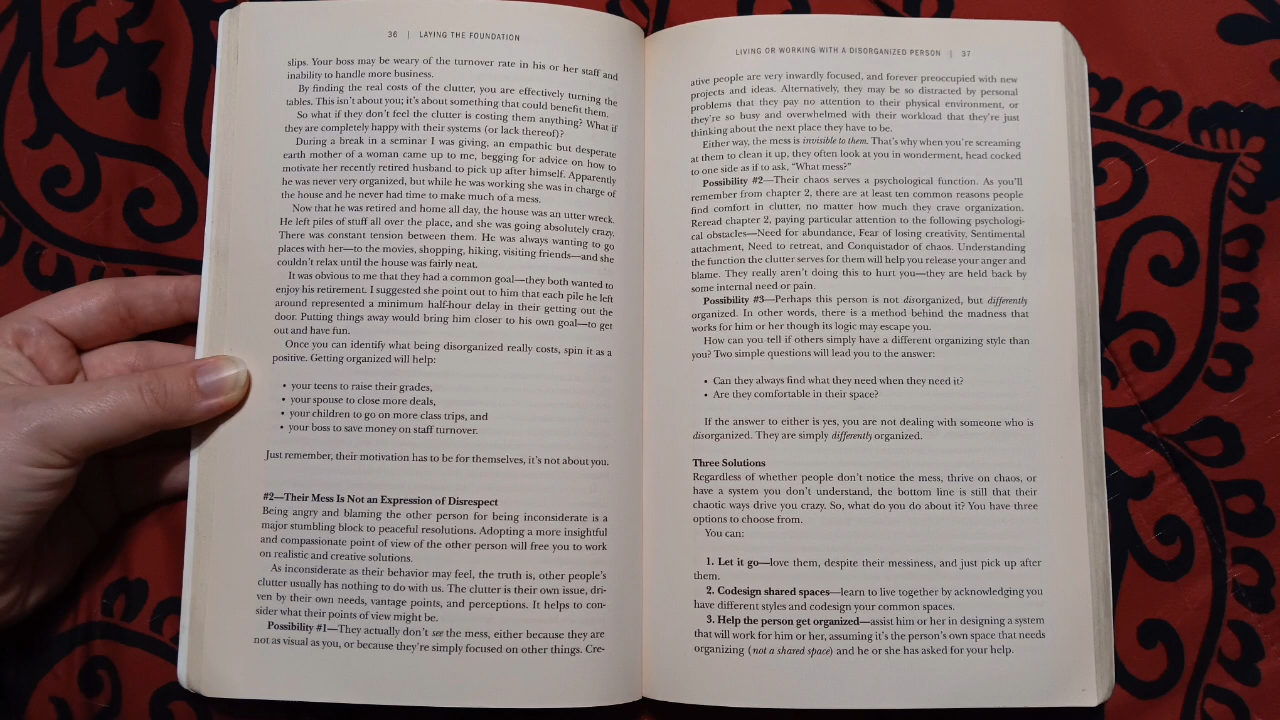 36 | LAYING THE FOUNDATION
slips. Your boss may be weary of the turnover rate in his or her staff and
inability to handle more business.
By finding the real costs of the clutter, you are effectively turning the
tables. This isn't about you; it's about something that could benefit them.
So what if they don't feel the clutter is costing them anything? What if
they are completely happy with their systems (or lack thereof)?
During a break in a seminar I was giving, an empathic but desperate
earth mother of a woman came up to me, begging for advice on how to
motivate her recently retired husband to pick up after himself. Apparently
he was never very organized, but while he was working she was in charge of
the house and he never had time to make much of a mess.
Now that he was retired and home all day, the house was an utter wreck.
He left piles of stuff all over the place, and she was going absolutely crazy.
There was constant tension between them. He was always wanting to go
places with her—to the movies, shopping, hiking, visiting friends—and she
couldn't relax until the house was fairly neat.
It was obvious to me that they had a common goal—they both wanted to
enjoy his retirement. I suggested she point out to him that each pile he left
around represented a minimum half-hour delay in their getting out the
door. Putting things away would bring him closer to his own goal—to get
out and have fun.
Once you can identify what being disorganized really costs, spin it as a
positive. Getting organized will help:
• your teens to raise their grades,
• your spouse to close more deals,
• your children to go on more class trips, and
• your boss to save money on staff turnover.
Just remember, their motivation has to be for themselves, it's not about you.
#2—Their Mess Is Not an Expression of Disrespect
Being angry and blaming the other person for being inconsiderate is a
major stumbling block to peaceful resolutions. Adopting a more insightful
and compassionate point of view of the other person will free you to work
on realistic and creative solutions.
As inconsiderate as their behavior may feel, the truth is, other people's
clutter usually has nothing to do with us. The clutter is their own issue, dri-
ven by their own needs, vantage points, and perceptions. It helps to con-
sider what their points of view might be.
Possibility #1—They actually don't see the mess, either because they are
not as visual as you, or because they're simply focused on other things. Cre-
LIVING OR WORKING WITH A DISORGANIZED PERSON | 37
ative people are very inwardly focused, and forever preoccupied with new
projects and ideas. Alternatively, they may be so distracted by personal
problems that they pay no attention to their physical environment, or
they're so busy and overwhelmed with their workload that they're just
thinking about the next place they have to be.
Either way, the mess is invisible to them. That's why when you're screaming
at them to clean it up, they often look at you in wonderment, head cocked
to one side as if to ask, "What mess?"
Possibility #2—Their chaos serves a psychological function. As you'll
remember from chapter 2, there are at least ten common reasons people
find comfort in clutter, no matter how much they crave organization.
Reread chapter 2, paying particular attention to the following psychologi-
cal obstacles—Need for abundance, Fear of losing creativity, Sentimental
attachment, Need to retreat, and Conquistador of chaos. Understanding
the function the clutter serves for them will help you release your anger and
blame. They really aren't doing this to hurt you—they are held back by
some internal need or pain.
Possibility #3—Perhaps this person is not disorganized, but differently
organized. In other words, there is a method behind the madness that
works for him or her though its logic may escape you.
How can you tell if others simply have a different organizing style than
you? Two simple questions will lead you to the answer:
• Can they always find what they need when they need it?
• Are they comfortable in their space?
If the answer to either is yes, you are not dealing with someone who is
disorganized. They are simply differently organized.
Three Solutions
Regardless of whether people don't notice the mess, thrive on chaos, or
have a system you don't understand, the bottom line is still that their
chaotic ways drive you crazy. So, what do you do about it? You have three
options to choose from.
You can:
1. Let it go—love them, despite their messiness, and just pick up after
them.
2. Codesign shared spaces—learn to live together by acknowledging you
have different styles and codesign your common spaces.
3. Help the person get organized—assist him or her in designing a system
that will work for him or her, assuming it's the person's own space that needs
organizing (not a shared space) and he or she has asked for your help.